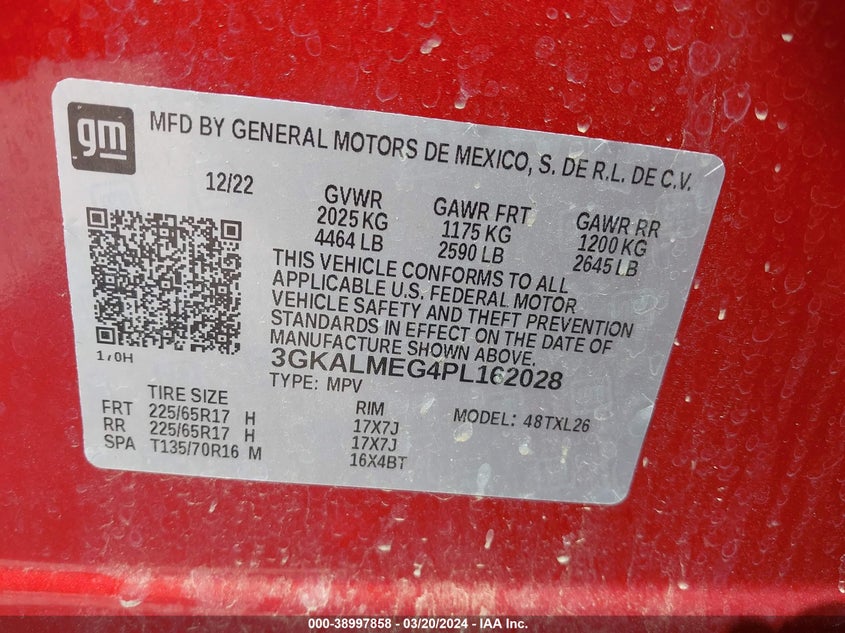 gm
MFD BY GENERAL MOTORS DE MEXICO, S. DE R.L. DE C.V.
12/22
GVWR GAWR FRT GAWR RR
2025 KG 1175 KG 1200 KG
4464 LB 2590 LB 2645 LB
THIS VEHICLE CONFORMS TO ALL
APPLICABLE U.S. FEDERAL MOTOR
VEHICLE SAFETY AND THEFT PREVENTION
STANDARDS IN EFFECT ON THE DATE OF
MANUFACTURE SHOWN ABOVE.
3GKALMEG4PL162028
TYPE: MPV
TIRE SIZE RIM MODEL: 48TXL26
FRT 225/65R17 H 17X7J
RR 225/65R17 H 17X7J
SPA T135/70R16 M 16X4BT
000-38997858 - 03/20/2024 - IAA Inc.